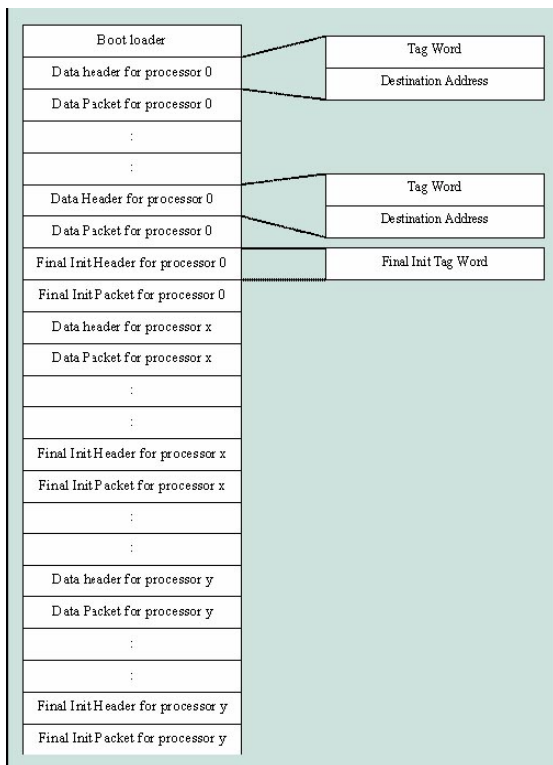 Boot loader
Data header for processor 0
Data Packet for processor 0
:
:
Data Header for processor 0
Data Packet for processor 0
Final Init Header for processor 0
Final Init Packet for processor 0
Data header for processor x
Data Packet for processor x
:
:
Final Init Header for processor x
Final Init Packet for processor x
:
:
Data header for processor y
Data Packet for processor y
:
:
Final Init Header for processor y
Final Init Packet for processor y
Tag Word
Destination Address
Tag Word
Destination Address
Final Init Tag Word